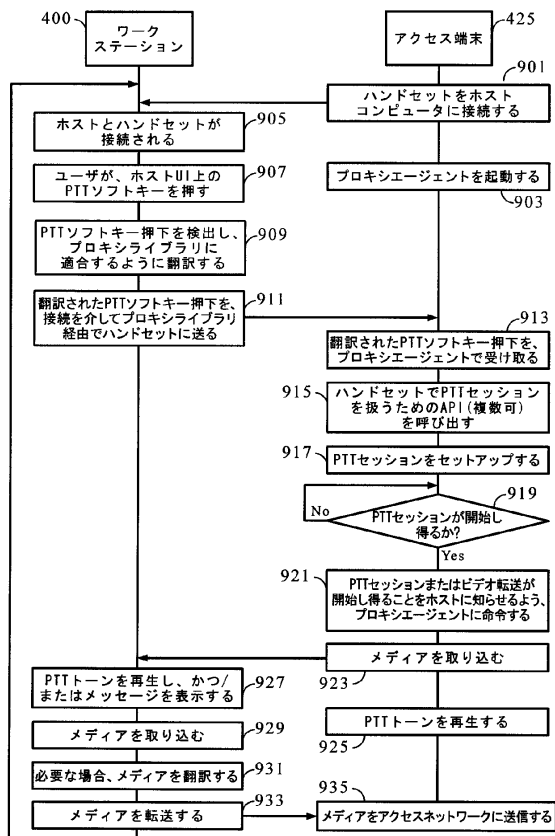 400
ワーク
ステーション
アクセス端末
425
901
ハンドセットをホスト
コンピュータに接続する
ホストとハンドセットが
接続される
905
ユーザが、ホストUI上の
PTTソフトキーを押す
907
プロキシエージェントを起動する
903
PTTソフトキー押下を検出し、
プロキシライブラリに
適合するように翻訳する
909
翻訳されたPTTソフトキー押下を、
接続を介してプロキシライブラリ
経由でハンドセットに送る
911
913
翻訳されたPTTソフトキー押下を、
プロキシエージェントで受け取る
915
ハンドセットでPTTセッション
を扱うためのAPI(複数可)
を呼び出す
917
PTTセッションをセットアップする
919
No
PTTセッションが開始し
得るか?
Yes
921
PTTセッションまたはビデオ転送が
開始し得ることをホストに知らせるよう、
プロキシエージェントに命令する
メディアを取り込む
923
PTTトーンを再生し、かつ/
またはメッセージを表示する
927
メディアを取り込む
929
PTTトーンを再生する
925
必要な場合、メディアを翻訳する
931
メディアを転送する
933
935
メディアをアクセスネットワークに送信する